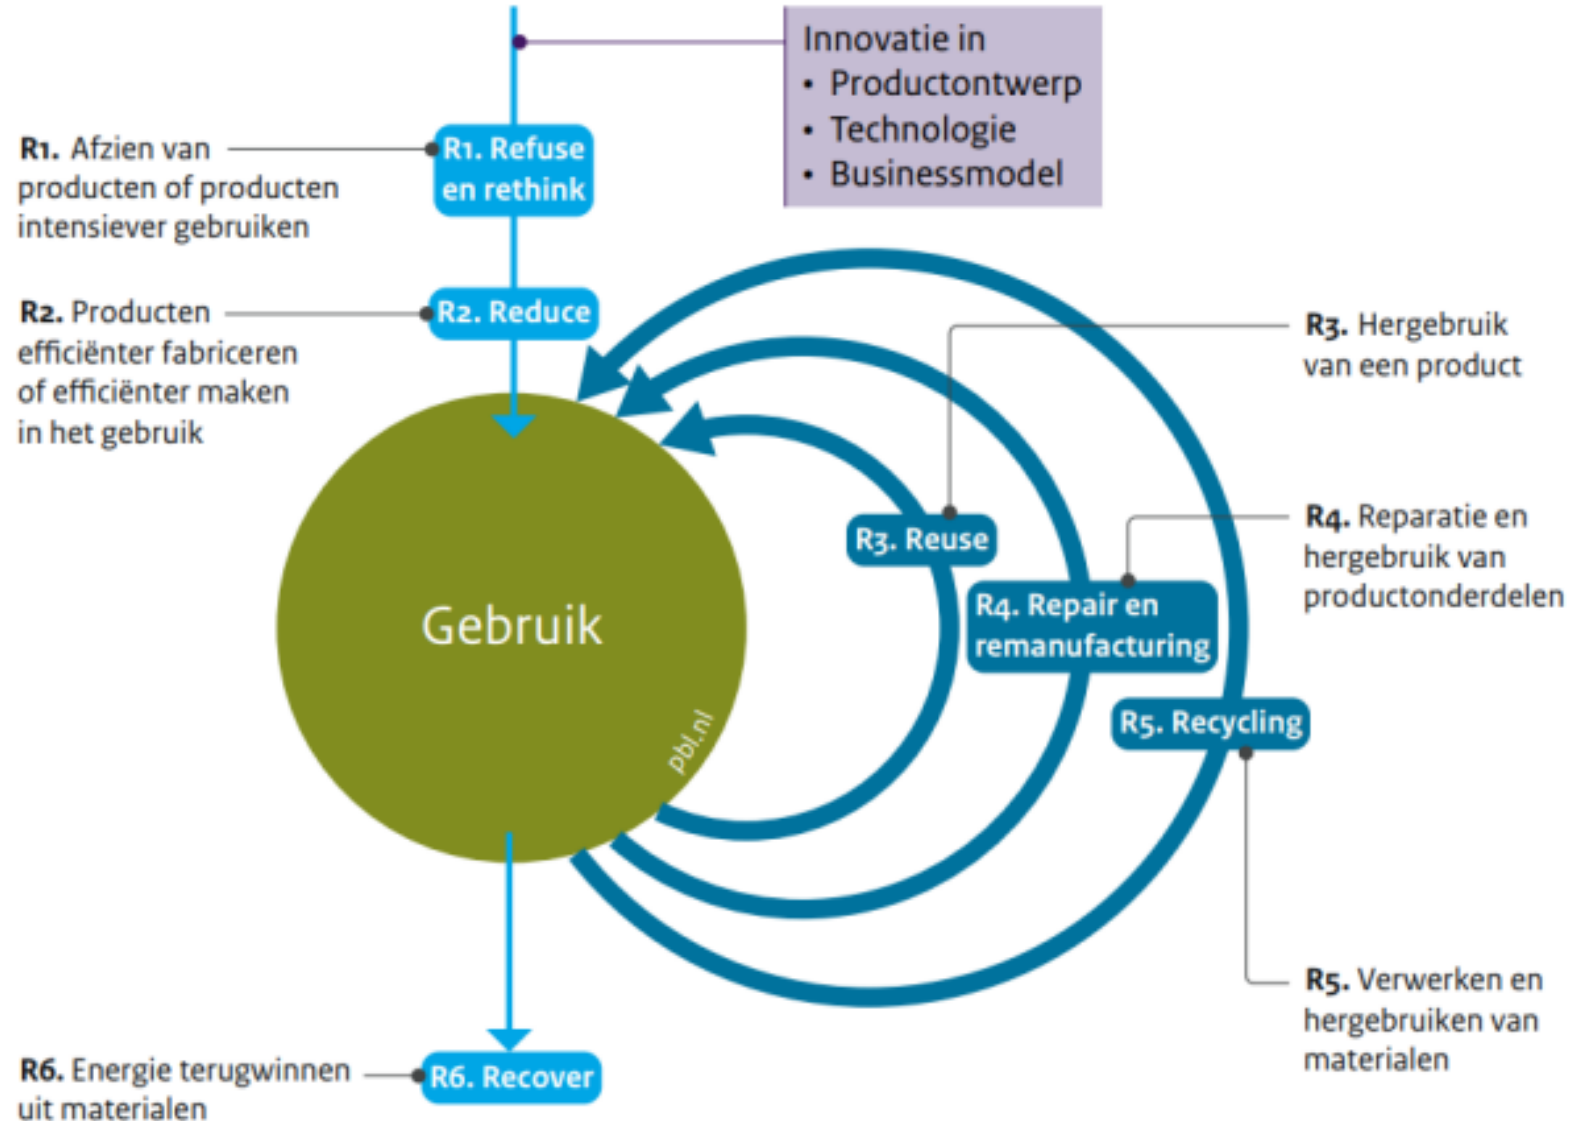 Innovatie in
• Productontwerp
• Technologie
• Businessmodel
R1. Afzien van
producten of producten
intensiever gebruiken
R1. Refuse
en rethink
R2. Producten
efficiënter fabriceren
of efficiënter maken
in het gebruik
R2. Reduce
R3. Hergebruik
van een product
R3. Reuse
R4. Reparatie en
hergebruik van
productonderdelen
R4. Repair en
remanufacturing
Gebruik
pbl.nl
R5. Recycling
R5. Verwerken en
hergebruiken van
materialen
R6. Energie terugwinnen
uit materialen
R6. Recover